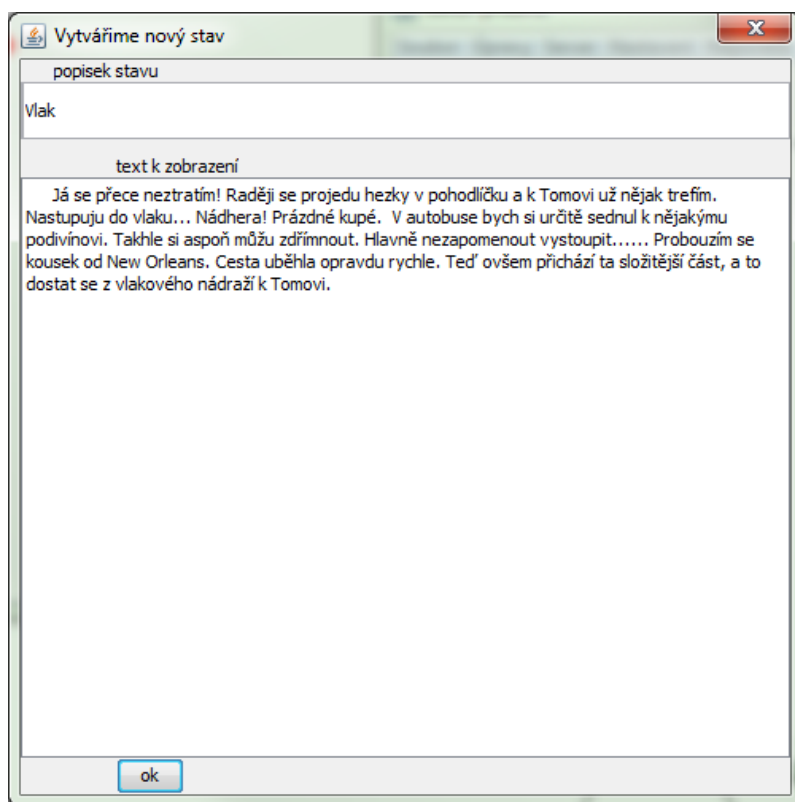 Vytvářime nový stav
popisek stavu
Vlak
text k zobrazení
Já se přece neztratím! Raději se projedu hezky v pohodlíčku a k Tomovi už nějak trefím.
Nastupuju do vlaku... Nádhera! Prázdné kupé.  V autobuse bych si určitě sednul k nějakýmu
podivínovi. Takhle si aspoň můžu zdřímnout. Hlavně nezapomenout vystoupit...... Probouzím se
kousek od New Orleans. Cesta uběhla opravdu rychle. Teď ovšem přichází ta složitější část, a to
dostat se z vlakového nádraží k Tomovi.
ok